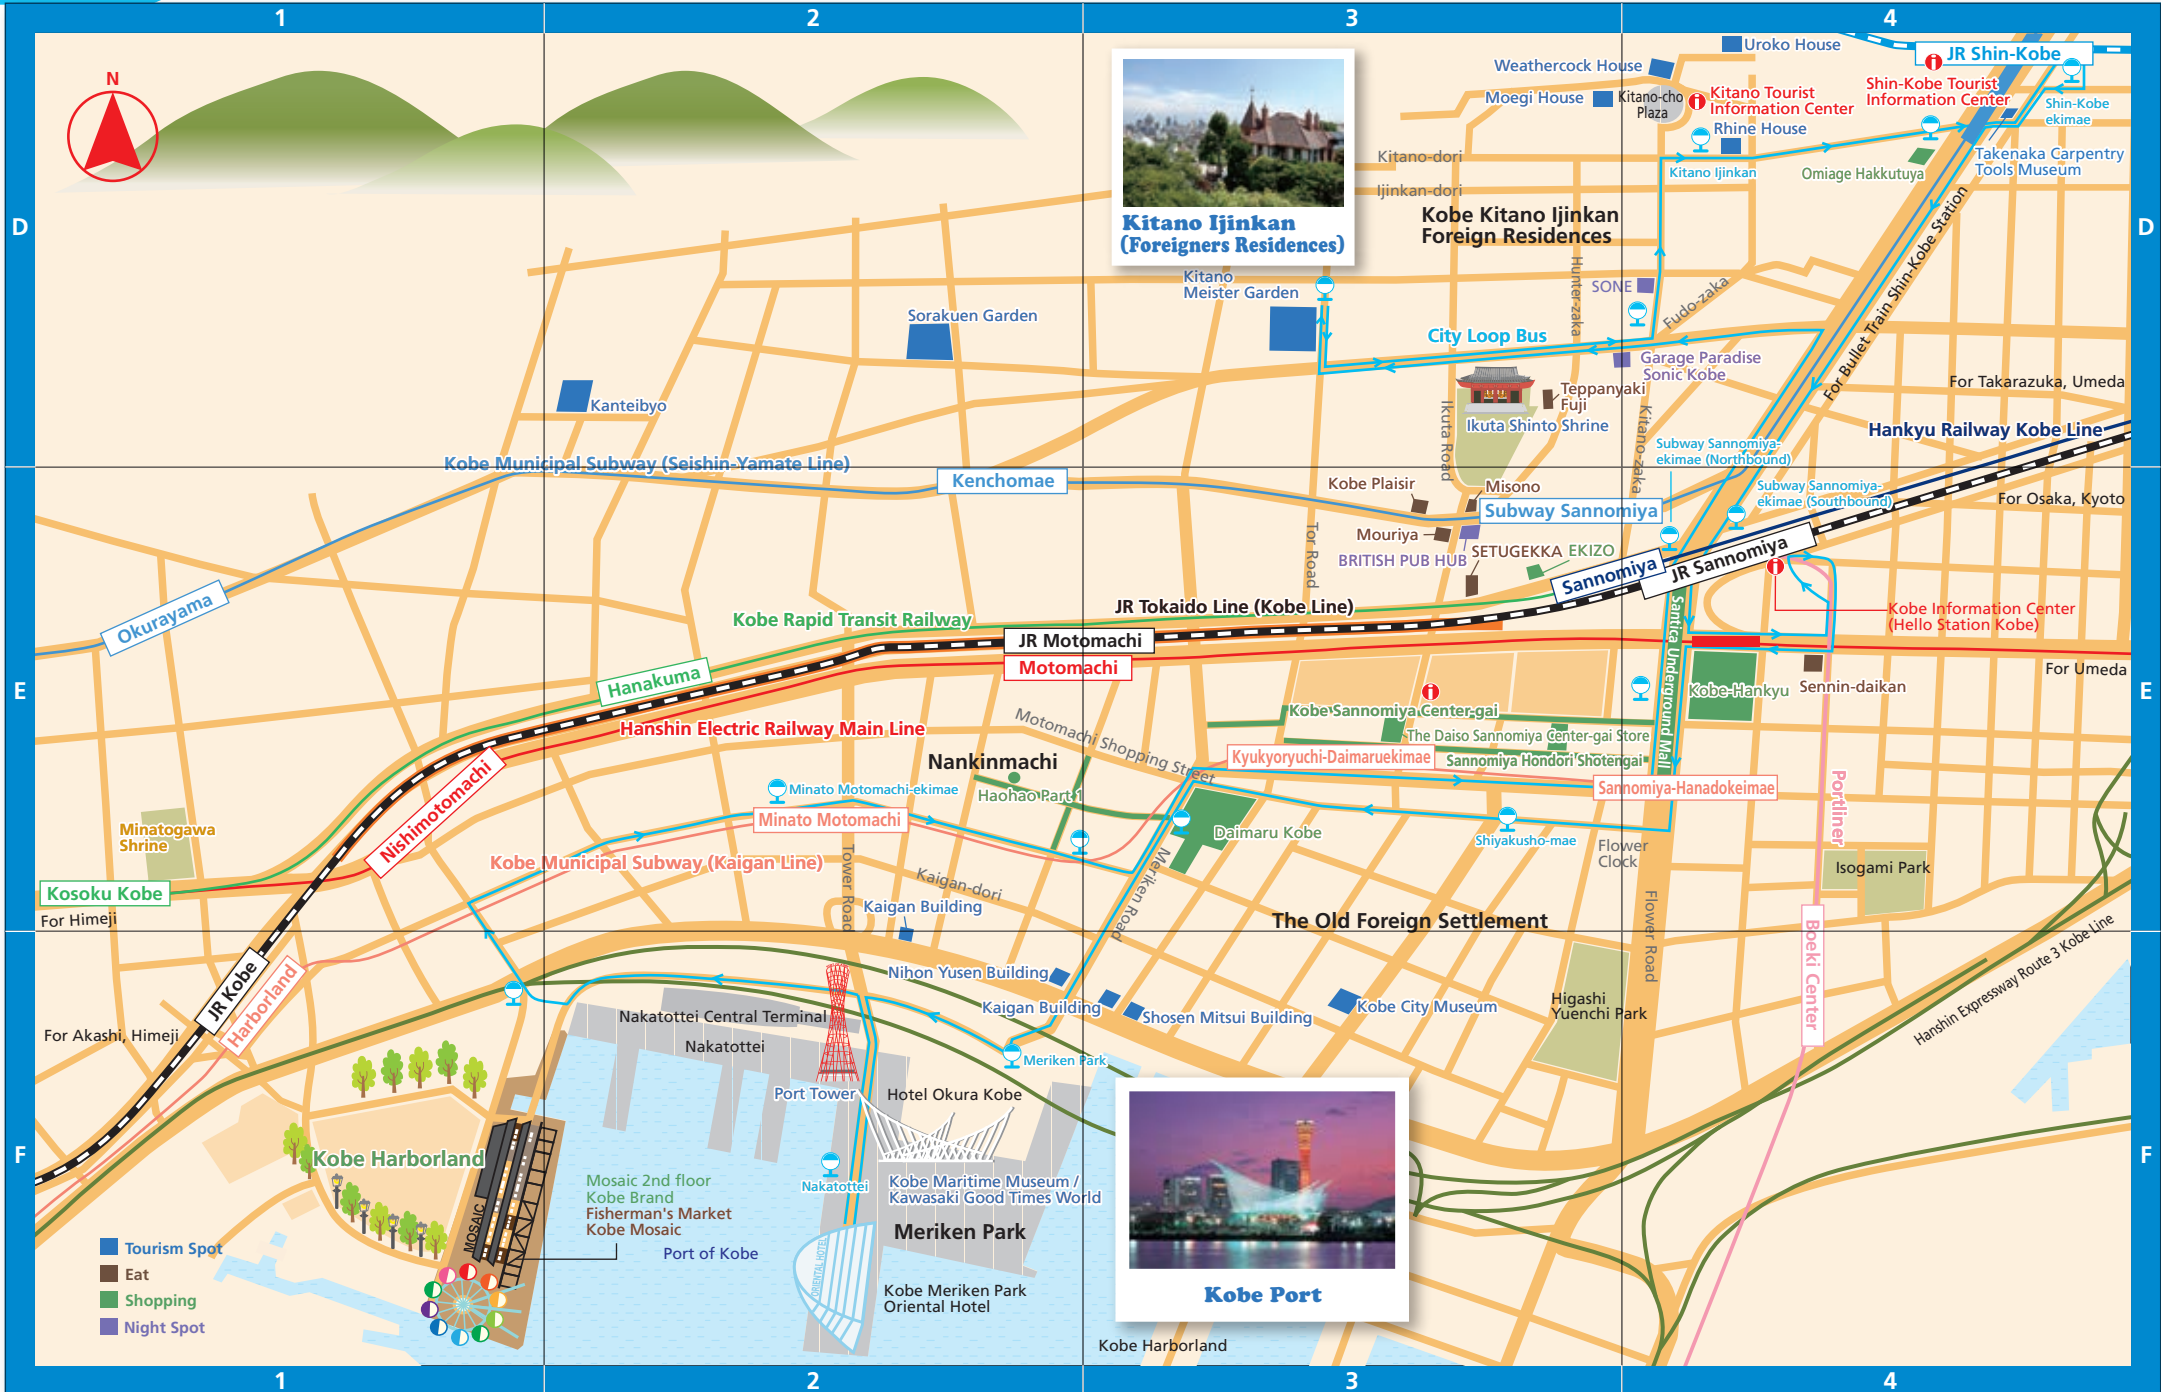 1
2
3
4
D
D
E
E
F
F
1
2
3
4
N
Kitano Ijinkan
(Foreigners Residences)
Uroko House
Weathercock House
Moegi House
Kitano-cho
Plaza
Kitano Tourist
Information Center
Rhine House
JR Shin-Kobe
Shin-Kobe Tourist
Information Center
Shin-Kobe
ekimae
Takenaka Carpentry
Tools Museum
Omiage Hakkutuya
Kitano Ijinkan
Kitano-dori
Ijinkan-dori
Kobe Kitano Ijinkan
Foreign Residences
For Bullet Train Shin-Kobe Station
Hunter-zaka
SONE
Fudo-zaka
Kitano
Meister Garden
City Loop Bus
Garage Paradise
Sonic Kobe
Sorakuen Garden
Kanteibyo
Teppanyaki
Fuji
Ikuta Shinto Shrine
Ikuta Road
Kitano-zaka
For Takarazuka, Umeda
Hankyu Railway Kobe Line
Subway Sannomiya-
ekimae (Northbound)
Kobe Municipal Subway (Seishin-Yamate Line)
Kenchomae
Kobe Plaisir
Misono
Subway Sannomiya
Subway Sannomiya-
ekimae (Southbound)
For Osaka, Kyoto
Mouriya
BRITISH PUB HUB
SETUGEKKA
EKIZO
Tor Road
Sannomiya
JR Sannomiya
Okurayama
Kobe Rapid Transit Railway
JR Tokaido Line (Kobe Line)
JR Motomachi
Motomachi
Kobe Information Center
(Hello Station Kobe)
Santica Underground Mall
For Umeda
Hanakuma
Kobe-Hankyu
Sennin-daikan
Kobe Sannomiya Center-gai
The Daiso Sannomiya Center-gai Store
Sannomiya Hondori Shotengai
Hanshin Electric Railway Main Line
Motomachi Shopping Street
Nankinmachi
Haohao Part 1
Kyukyoryuchi-Daimaruekimae
Sannomiya-Hanadokeimae
Nishimotomachi
Minato Motomachi-ekimae
Minato Motomachi
Minatogawa
Shrine
Daimaru Kobe
Shiyakusho-mae
Flower
Clock
Portliner
Isogami Park
Kobe Municipal Subway (Kaigan Line)
Tower Road
Kaigan-dori
Meriken Road
Kosoku Kobe
For Himeji
Kaigan Building
The Old Foreign Settlement
Flower Road
Boeki Center
Hanshin Expressway Route 3 Kobe Line
JR Kobe
Harborland
For Akashi, Himeji
Nihon Yusen Building
Kaigan Building
Shosen Mitsui Building
Kobe City Museum
Higashi
Yuenchi Park
Nakatottei Central Terminal
Nakatottei
Meriken Park
Port Tower
Hotel Okura Kobe
Kobe Harborland
MOSAIC
Mosaic 2nd floor
Kobe Brand
Fisherman's Market
Kobe Mosaic
Port of Kobe
Nakatottei
Kobe Maritime Museum /
Kawasaki Good Times World
Meriken Park
ORIENTAL HOTEL
Kobe Meriken Park
Oriental Hotel
Kobe Port
Kobe Harborland
Tourism Spot
Eat
Shopping
Night Spot